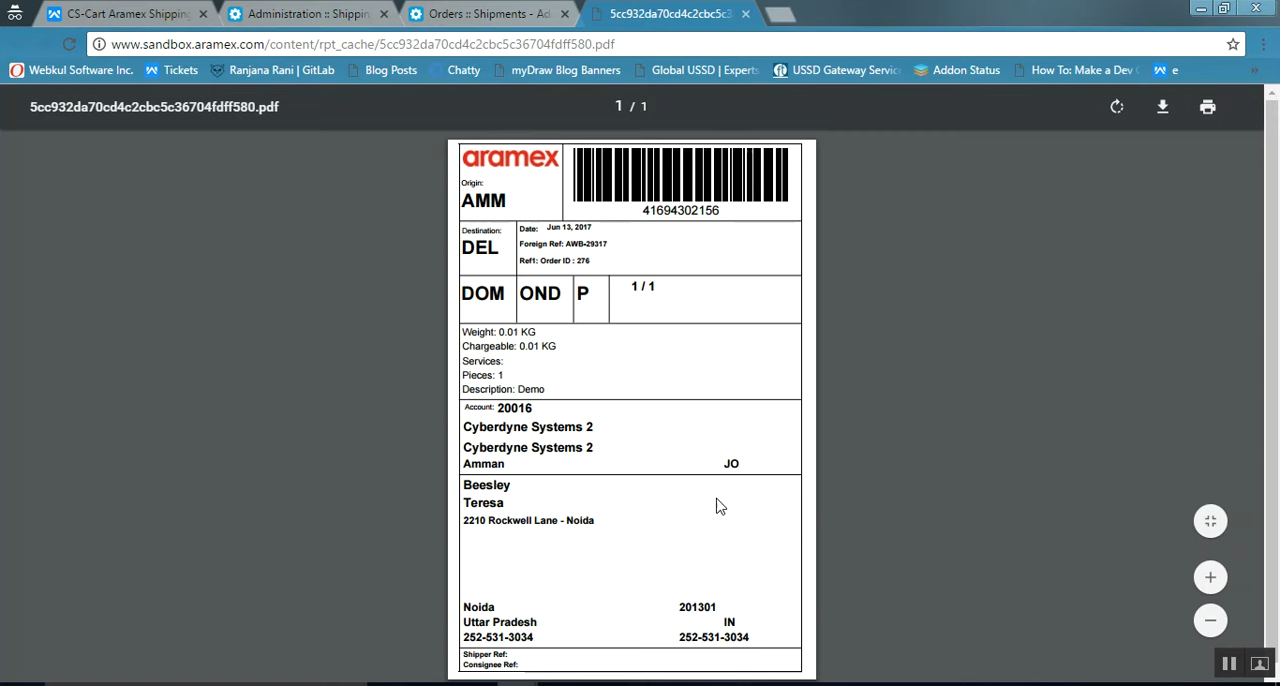 CS-Cart Aramex Shipping
Administration :: Shippin
Orders :: Shipments - Ad
5cc932da70cd4c2cbc5c3
www.sandbox.aramex.com/content/rpt_cache/5cc932da70cd4c2cbc5c36704fdff580.pdf
Webkul Software Inc. Tickets Ranjana Rani | GitLab Blog Posts Chatty myDraw Blog Banners Global USSD | Experts USSD Gateway Servic Addon Status How To: Make a Dev e »
5cc932da70cd4c2cbc5c36704fdff580.pdf 1 / 1
aramex
Origin:
AMM
41694302156
Destination:
DEL
Date: Jun 13, 2017
Foreign Ref: AWB-29317
Ref1: Order ID : 276
DOM OND P 1 / 1
Weight: 0.01 KG
Chargeable: 0.01 KG
Services:
Pieces: 1
Description: Demo
Account: 20016
Cyberdyne Systems 2
Cyberdyne Systems 2
Amman JO
Beesley
Teresa
2210 Rockwell Lane - Noida
Noida 201301
Uttar Pradesh IN
252-531-3034 252-531-3034
Shipper Ref:
Consignee Ref: